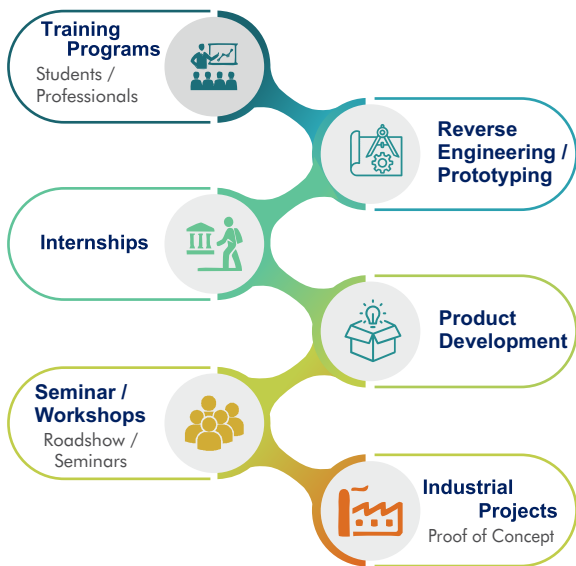 Training
Programs
Students /
Professionals
Reverse
Engineering /
Prototyping
Internships
Product
Development
Seminar /
Workshops
Roadshow /
Seminars
Industrial
Projects
Proof of Concept